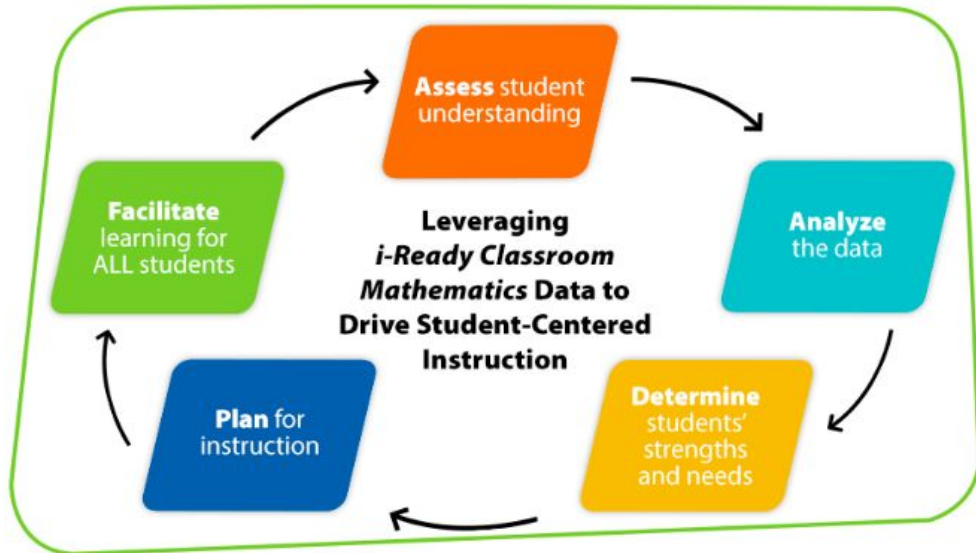 Assess student
understanding
Analyze
the data
Determine
students’
strengths
and needs
Plan for
instruction
Facilitate
learning for
ALL students
Leveraging
i-Ready Classroom
Mathematics Data to
Drive Student-Centered
Instruction